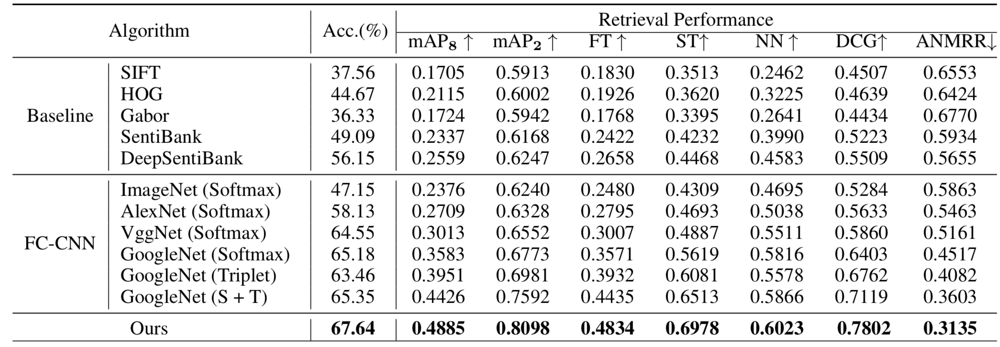 Algorithm Acc.(%) Retrieval Performance
mAP8 ↑ mAP2 ↑ FT ↑ ST↑ NN ↑ DCG↑ ANMRR↓
Baseline
SIFT 37.56 0.1705 0.5913 0.1830 0.3513 0.2462 0.4507 0.6553
HOG 44.67 0.2115 0.6002 0.1926 0.3620 0.3225 0.4639 0.6424
Gabor 36.33 0.1724 0.5942 0.1768 0.3395 0.2641 0.4434 0.6770
SentiBank 49.09 0.2337 0.6168 0.2422 0.4232 0.3990 0.5223 0.5934
DeepSentiBank 56.15 0.2559 0.6247 0.2658 0.4468 0.4583 0.5509 0.5655
FC-CNN
ImageNet (Softmax) 47.15 0.2376 0.6240 0.2480 0.4309 0.4695 0.5284 0.5863
AlexNet (Softmax) 58.13 0.2709 0.6328 0.2795 0.4693 0.5038 0.5633 0.5463
VggNet (Softmax) 64.55 0.3013 0.6552 0.3007 0.4887 0.5511 0.5860 0.5161
GoogleNet (Softmax) 65.18 0.3583 0.6773 0.3571 0.5619 0.5816 0.6403 0.4517
GoogleNet (Triplet) 63.46 0.3951 0.6981 0.3932 0.6081 0.5578 0.6762 0.4082
GoogleNet (S + T) 65.35 0.4426 0.7592 0.4435 0.6513 0.5866 0.7119 0.3603
Ours 67.64 0.4885 0.8098 0.4834 0.6978 0.6023 0.7802 0.3135